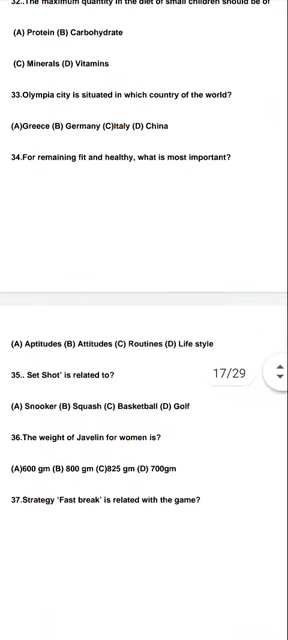 32..The maximum quantity in the diet of small children should be of
(A) Protein (B) Carbohydrate
(C) Minerals (D) Vitamins
33.Olympia city is situated in which country of the world?
(A)Greece (B) Germany (C)Italy (D) China
34.For remaining fit and healthy, what is most important?
(A) Aptitudes (B) Attitudes (C) Routines (D) Life style
35.. Set Shot' is related to?
17/29
(A) Snooker (B) Squash (C) Basketball (D) Golf
36.The weight of Javelin for women is?
(A)600 gm (B) 800 gm (C)825 gm (D) 700gm
37.Strategy 'Fast break' is related with the game?